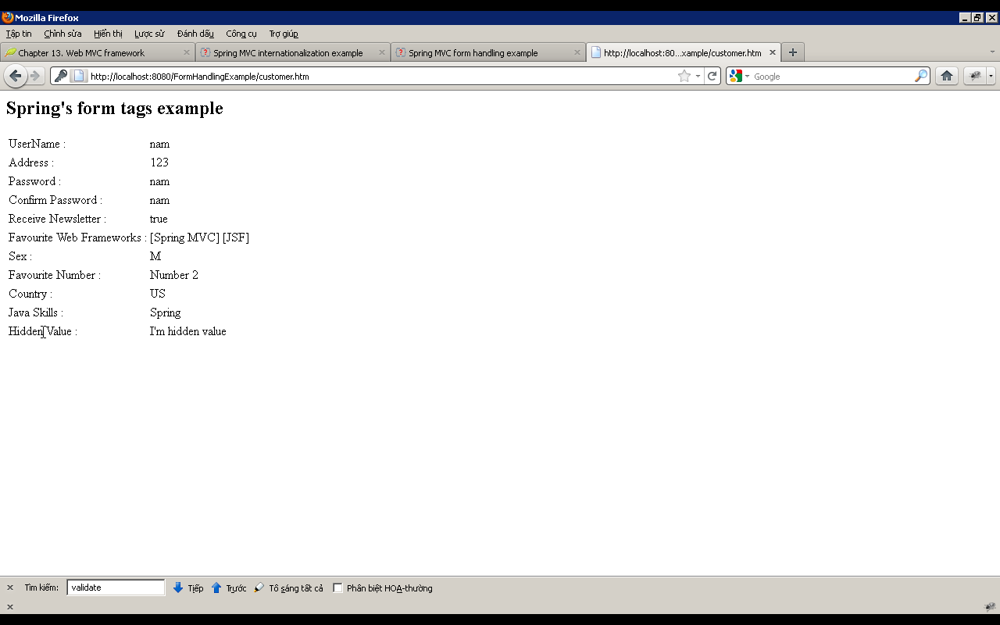 Mozilla Firefox
Tập tin Chỉnh sửa Hiển thị Lược sử Đánh dấu Công cụ Trợ giúp
Chapter 13. Web MVC framework Spring MVC internationalization example Spring MVC form handling example http://localhost:80...xample/customer.htm
http://localhost:8080/FormHandlingExample/customer.htm Google
Spring's form tags example
UserName : nam
Address : 123
Password : nam
Confirm Password : nam
Receive Newsletter : true
Favourite Web Frameworks : [Spring MVC] [JSF]
Sex : M
Favourite Number : Number 2
Country : US
Java Skills : Spring
Hidden Value : I'm hidden value
Tìm kiếm: validate Tiếp Trước Tô sáng tất cả Phân biệt HOA-thường